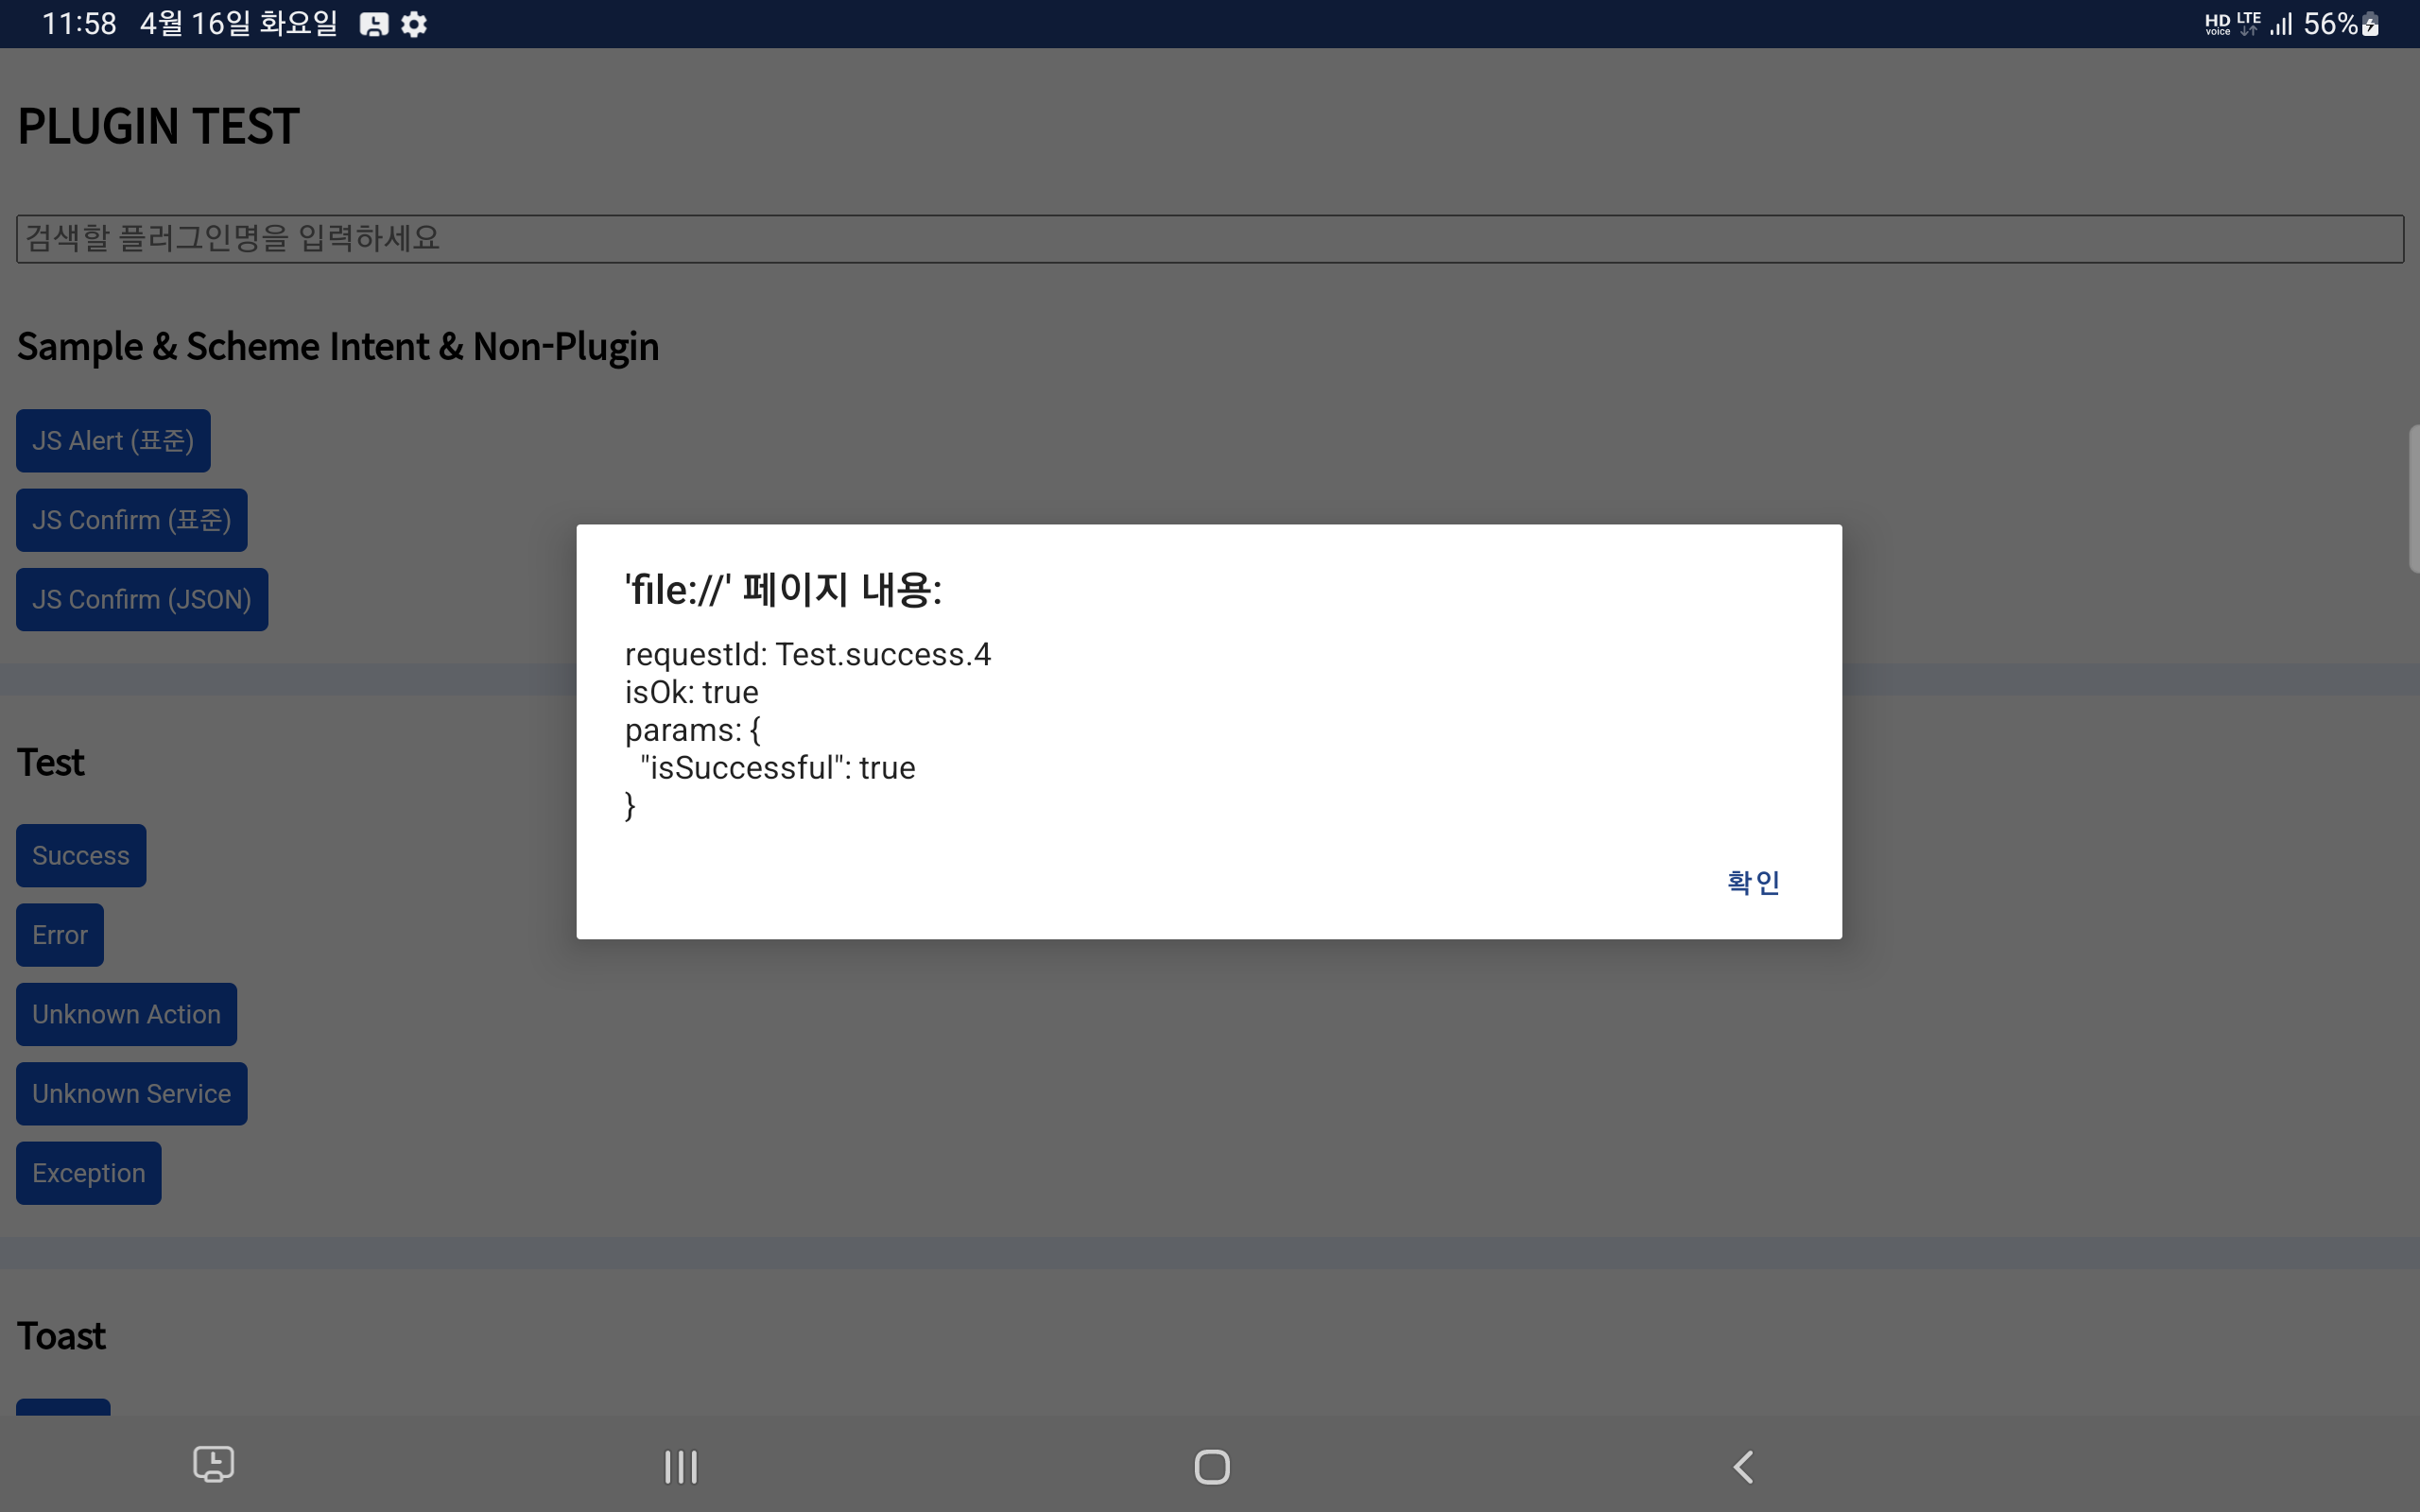 11:58 4월 16일 화요일
HD voice LTE 56%
PLUGIN TEST
검색할 플러그인명을 입력하세요
Sample & Scheme Intent & Non-Plugin
JS Alert (표준)
JS Confirm (표준)
JS Confirm (JSON)
'file://' 페이지 내용:
requestId: Test.success.4
isOk: true
params: {
"isSuccessful": true
}
확인
Test
Success
Error
Unknown Action
Unknown Service
Exception
Toast